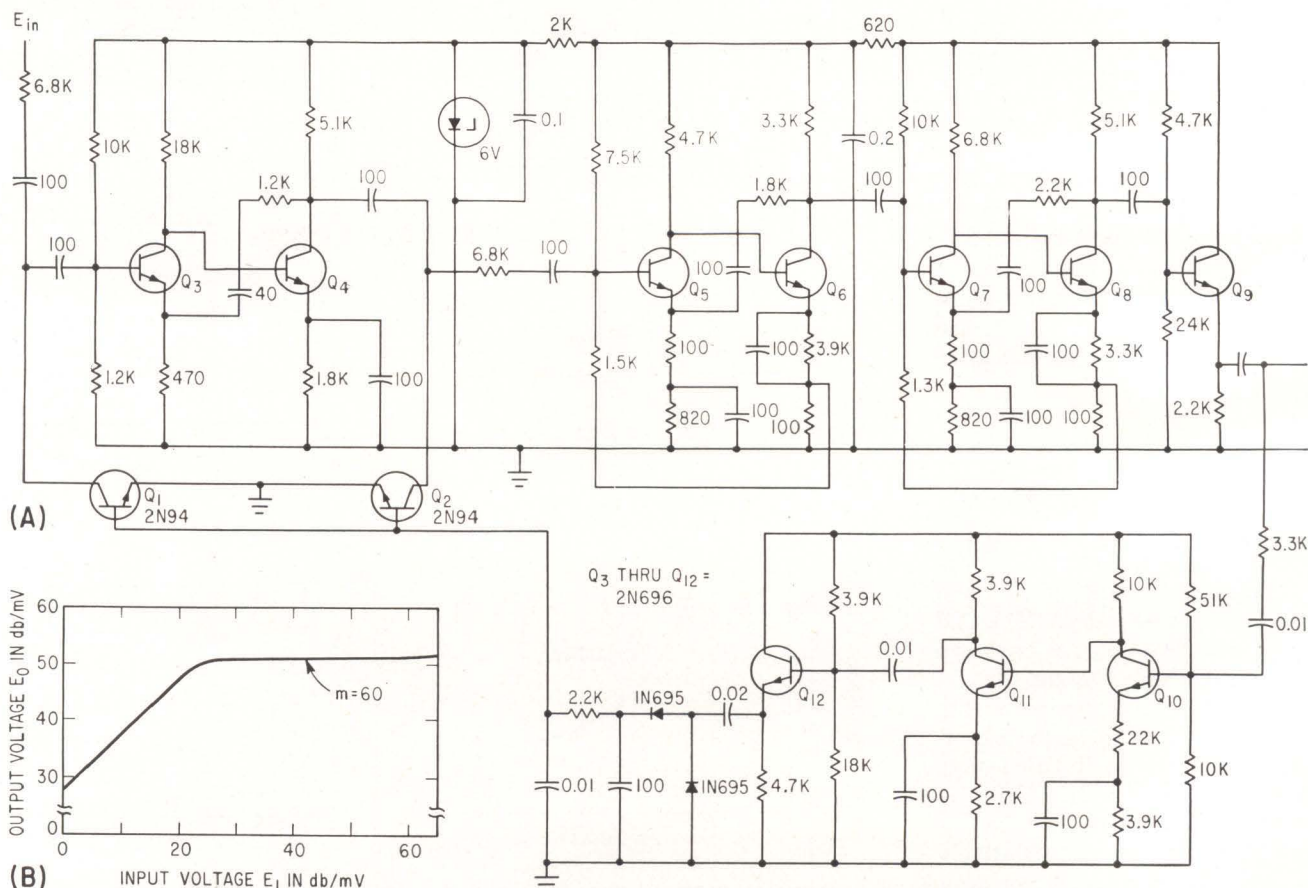 E_in
2K
620
6.8K
10K
18K
5.1K
6V
0.1
7.5K
4.7K
3.3K
0.2
10K
6.8K
5.1K
4.7K
100
1.2K
100
1.8K
100
2.2K
100
100
Q3
40
Q4
6.8K
100
Q5
100
Q6
Q7
100
Q8
Q9
1.2K
470
1.8K
100
1.5K
100
100
3.9K
1.3K
100
100
3.3K
24K
820
100
100
820
100
100
2.2K
(A)
Q1
2N94
Q2
2N94
3.3K
Q3 THRU Q12 =
2N696
3.9K
3.9K
10K
51K
0.01
0.01
Q12
Q11
Q10
2.2K
1N695
0.02
0.01
100
1N695
4.7K
18K
100
2.7K
22K
100
3.9K
10K
OUTPUT VOLTAGE E_O IN db/mV
60
50
40
30
0
m=60
0
20
40
60
(B)
INPUT VOLTAGE E_I IN db/mV